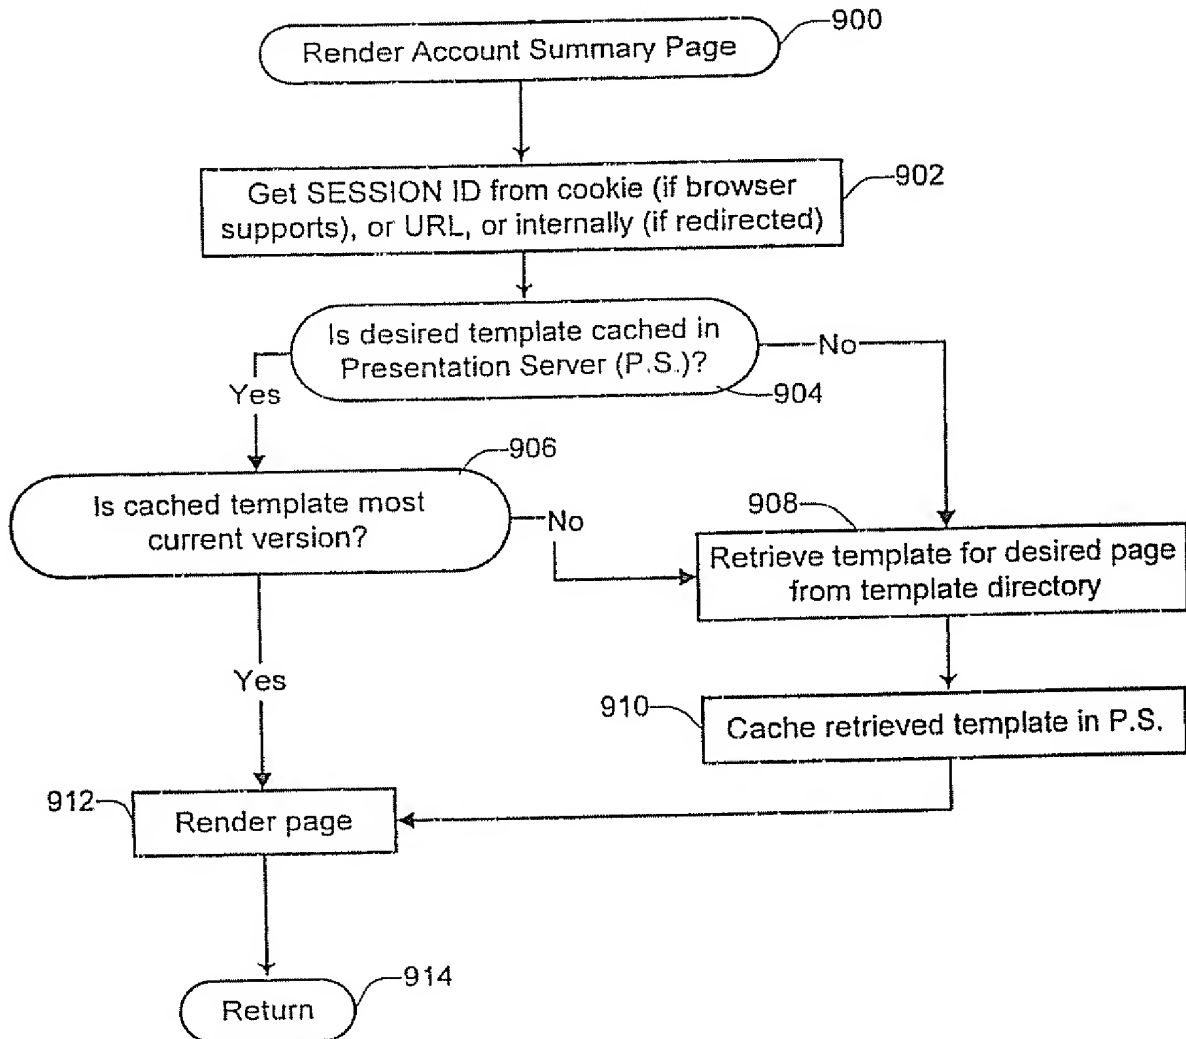 900
Render Account Summary Page
902
Get SESSION ID from cookie (if browser
supports), or URL, or internally (if redirected)
Is desired template cached in
Presentation Server (P.S.)?
904
No
Yes
906
Is cached template most
current version?
No
908
Retrieve template for desired page
from template directory
Yes
910
Cache retrieved template in P.S.
912
Render page
914
Return